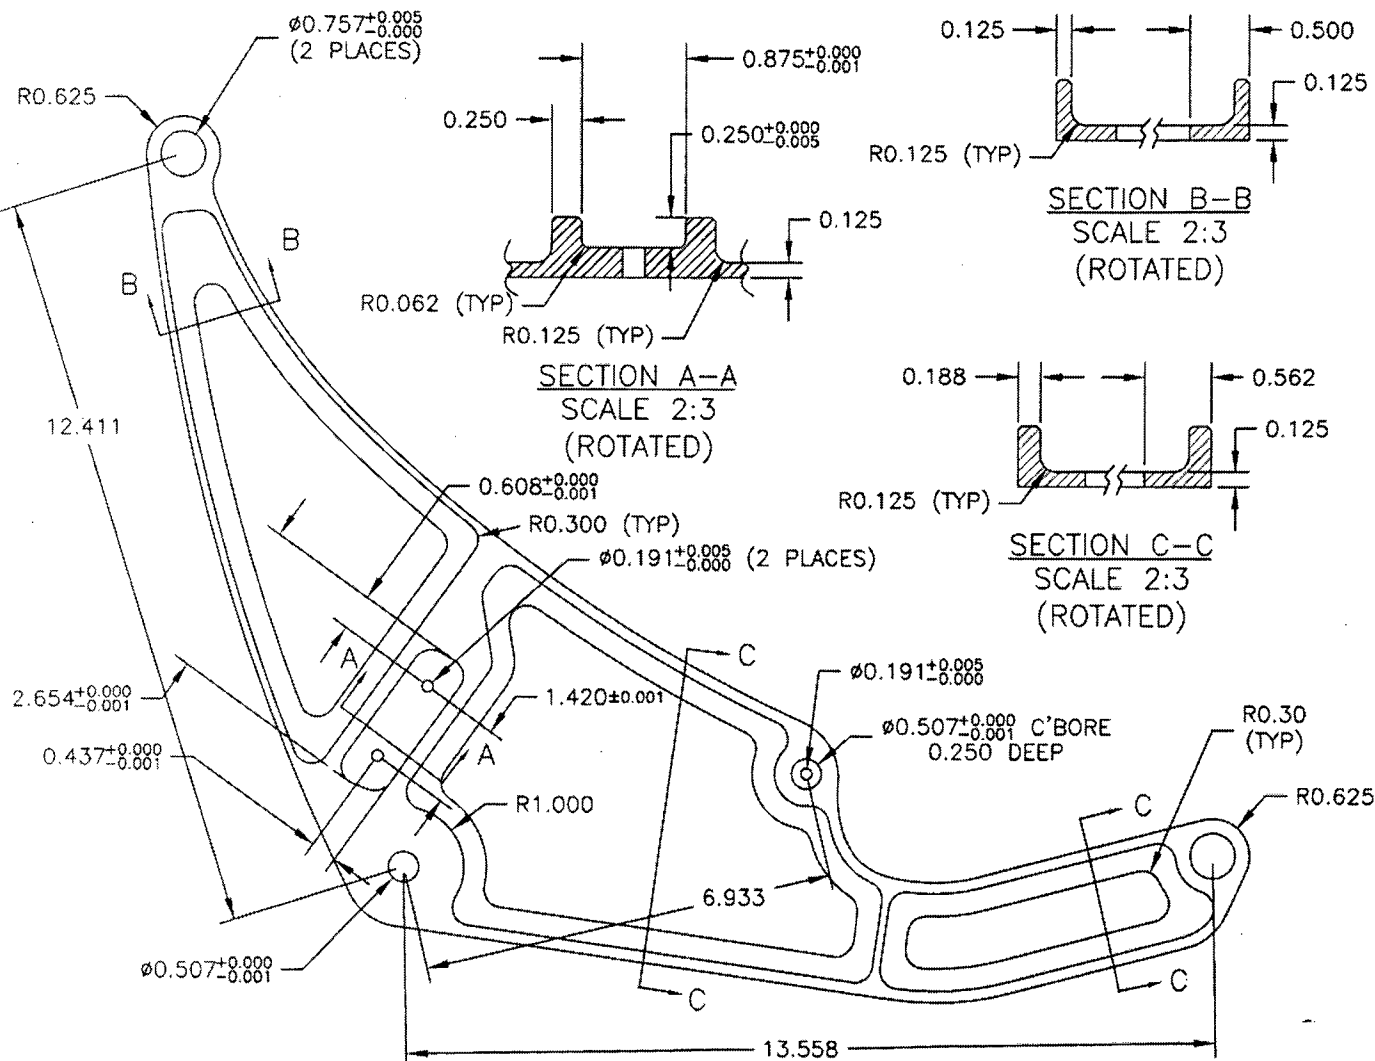 ø0.757+0.005
-0.000
(2 PLACES)
R0.625
0.875+0.000
-0.001
0.250
0.250+0.000
-0.005
0.125
R0.062 (TYP)
R0.125 (TYP)
SECTION A-A
SCALE 2:3
(ROTATED)
0.125
0.500
0.125
R0.125 (TYP)
SECTION B-B
SCALE 2:3
(ROTATED)
0.188
0.562
0.125
R0.125 (TYP)
SECTION C-C
SCALE 2:3
(ROTATED)
B
B
12.411
0.608+0.000
-0.001
R0.300 (TYP)
ø0.191+0.005
-0.000 (2 PLACES)
A
2.654+0.000
-0.001
1.420±0.001
0.437+0.000
-0.001
A
R1.000
C
ø0.191+0.005
-0.000
ø0.507+0.000
-0.001 C'BORE
0.250 DEEP
R0.30
(TYP)
R0.625
C
6.933
ø0.507+0.000
-0.001
C
C
13.558